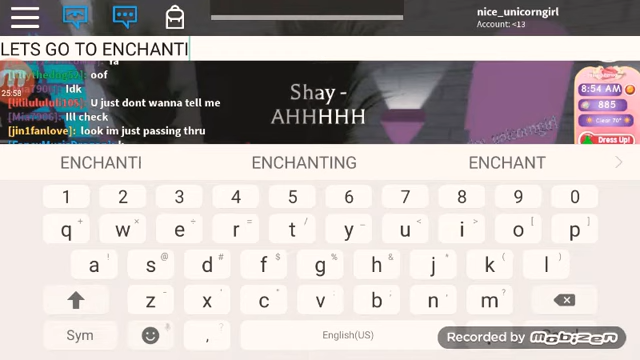 nice_unicorngirl
Account: <13
LETS GO TO ENCHANTI
oof
25:58
Idk
[lililululil05]: U just dont wanna tell me
Ill check
[jin1fanlove]: look im just passing thru
Shay -
AHHHHH
8:54 AM
885
Dress Up!
ENCHANTI ENCHANTING ENCHANT
1 2 3 4 5 6 7 8 9 0
q + w × e ÷ r = t / y _ u < i > o [ p ]
a ! s @ d # f $ g % h & j * k ( l )
z - x ' c " v : b ; n , m ?
Sym , English(US)
Recorded by MOBIZEN